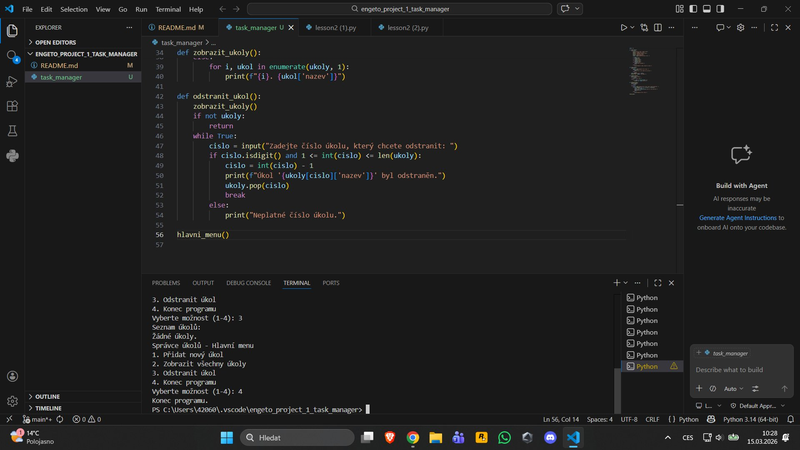 File Edit Selection View Go Run Terminal Help
engeto_project_1_task_manager
EXPLORER
OPEN EDITORS
ENGETO_PROJECT_1_TASK_MANAGER
README.md M
task_manager U
OUTLINE
TIMELINE
README.md M
task_manager U
lesson2 (1).py
lesson2 (2).py
task_manager > ...
34 def zobrazit_ukoly():
39 for i, ukol in enumerate(ukoly, 1):
40 print(f"{i}. {ukol['nazev']}")
41
42 def odstranit_ukol():
43 zobrazit_ukoly()
44 if not ukoly:
45 return
46 while True:
47 cislo = input("Zadejte číslo úkolu, který chcete odstranit: ")
48 if cislo.isdigit() and 1 <= int(cislo) <= len(ukoly):
49 cislo = int(cislo) - 1
50 print(f"Úkol '{ukoly[cislo]['nazev']}' byl odstraněn.")
51 ukoly.pop(cislo)
52 break
53 else:
54 print("Neplatné číslo úkolu.")
55
56 hlavni_menu()
57
PROBLEMS OUTPUT DEBUG CONSOLE TERMINAL PORTS
3. Odstranit úkol
4. Konec programu
Vyberte možnost (1-4): 3
Seznam úkolů:
Žádné úkoly.
Správce úkolů - Hlavní menu
1. Přidat nový úkol
2. Zobrazit všechny úkoly
3. Odstranit úkol
4. Konec programu
Vyberte možnost (1-4): 4
Konec programu.
PS C:\Users\42060\.vscode\engeto_project_1_task_manager>
Python
Python
Python
Python
Python
Python
Python
Build with Agent
AI responses may be
inaccurate
Generate Agent Instructions to
onboard AI onto your codebase.
task_manager
Describe what to build
Auto
L...
Default Appr...
main*+
0 0
Ln 56, Col 14
Spaces: 4
UTF-8
CRLF
Python
Python 3.14 (64-bit)
14°C
Polojasno
Hledat
CES
10:28
15.03.2026